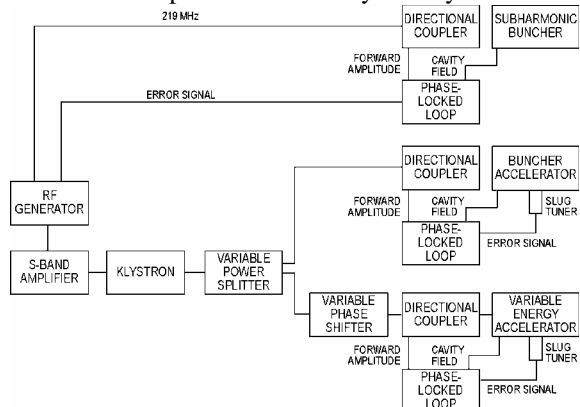 219 MHz
DIRECTIONAL
COUPLER
SUBHARMONIC
BUNCHER
FORWARD
AMPLITUDE
CAVITY
FIELD
PHASE-
LOCKED
LOOP
ERROR SIGNAL
RF
GENERATOR
DIRECTIONAL
COUPLER
BUNCHER
ACCELERATOR
FORWARD
AMPLITUDE
CAVITY
FIELD
SLUG
TUNER
PHASE-
LOCKED
LOOP
ERROR SIGNAL
S-BAND
AMPLIFIER
KLYSTRON
VARIABLE
POWER
SPLITTER
VARIABLE
PHASE
SHIFTER
DIRECTIONAL
COUPLER
VARIABLE
ENERGY
ACCELERATOR
FORWARD
AMPLITUDE
CAVITY
FIELD
SLUG
TUNER
PHASE-
LOCKED
LOOP
ERROR SIGNAL